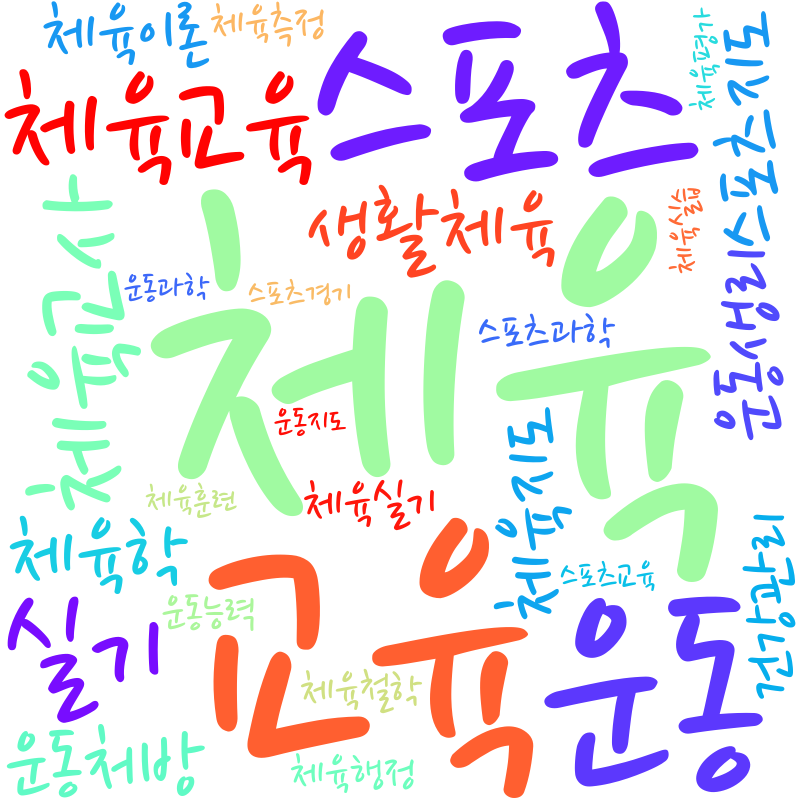 체육이론
체육측정
스포츠
체육평가
스포츠지도
체육교육
체육교사
생활체육
체육실습
체육
운동과학
스포츠경기
스포츠과학
운동생리
운동지도
체육지도
체육훈련
체육실기
체육학
스포츠교육
건강관리
실기
운동능력
교육
운동
체육철학
운동처방
체육행정